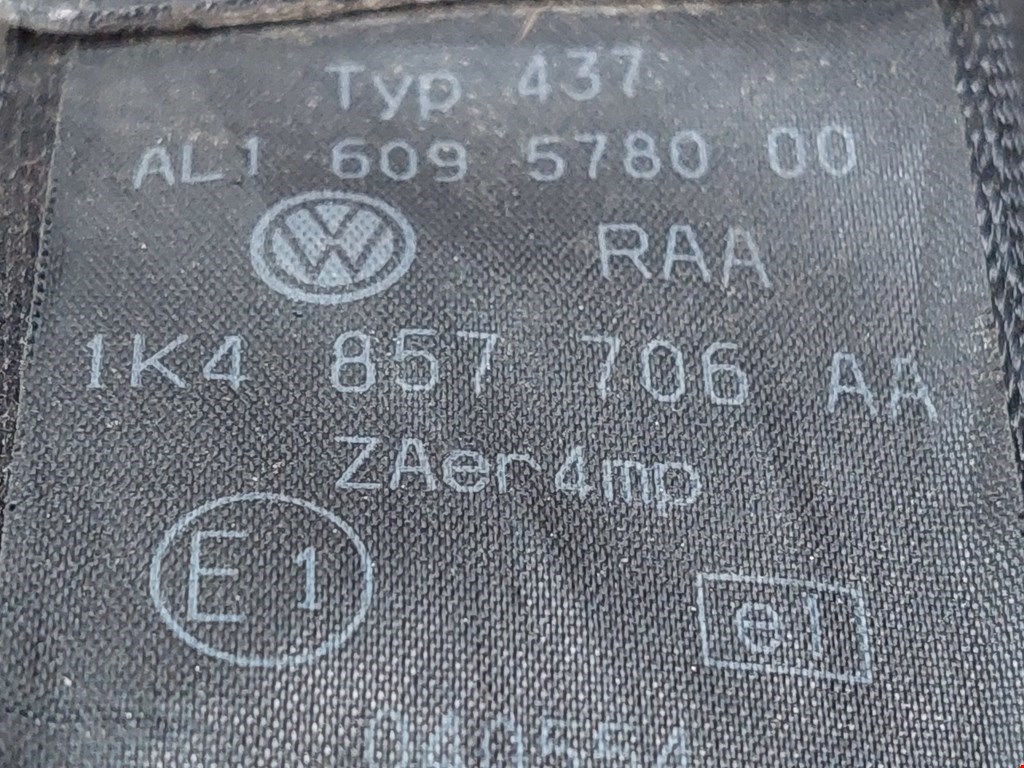 Typ 437
AL1 609 5780 00
RAA
1K4 857 706 AA
ZAer4mp
E1
e1